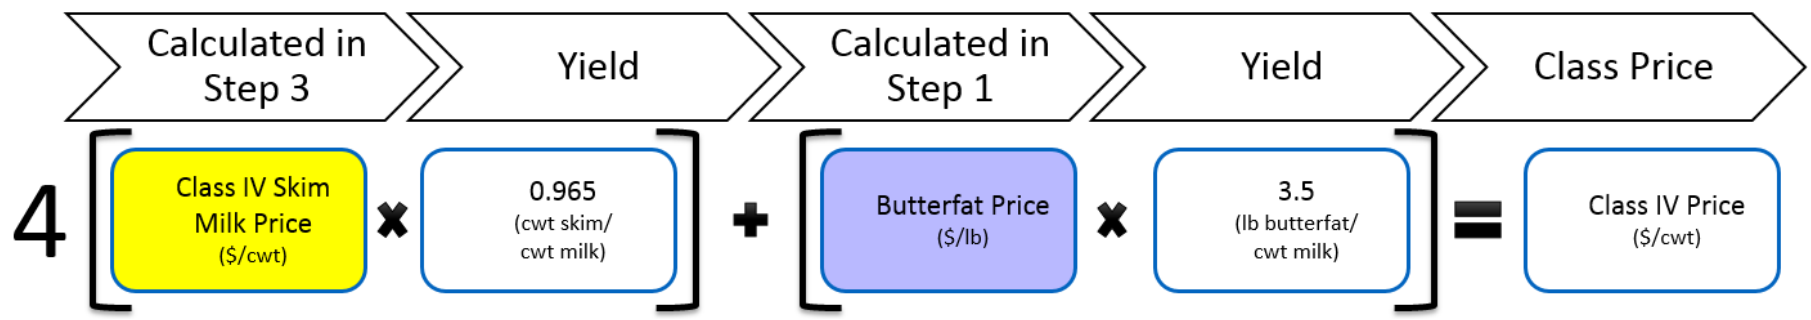 Calculated in
Step 3
Yield
Calculated in
Step 1
Yield
Class Price
4
Class IV Skim
Milk Price
($/cwt)
×
0.965
(cwt skim/
cwt milk)
+
Butterfat Price
($/lb)
×
3.5
(lb butterfat/
cwt milk)
=
Class IV Price
($/cwt)